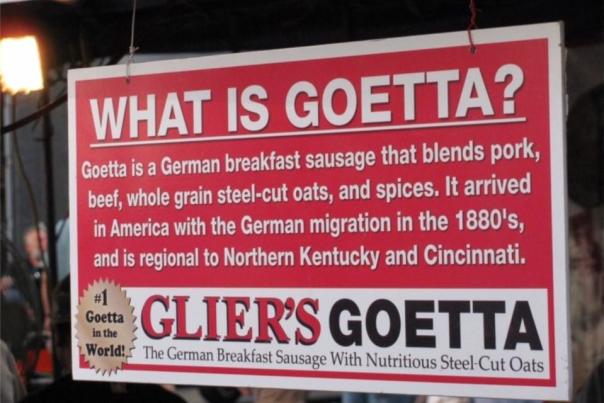 WHAT IS GOETTA?
Goetta is a German breakfast sausage that blends pork,
beef, whole grain steel-cut oats, and spices. It arrived
in America with the German migration in the 1880's,
and is regional to Northern Kentucky and Cincinnati.
#1
Goetta
in the
World!
GLIER'S GOETTA
The German Breakfast Sausage With Nutritious Steel-Cut Oats